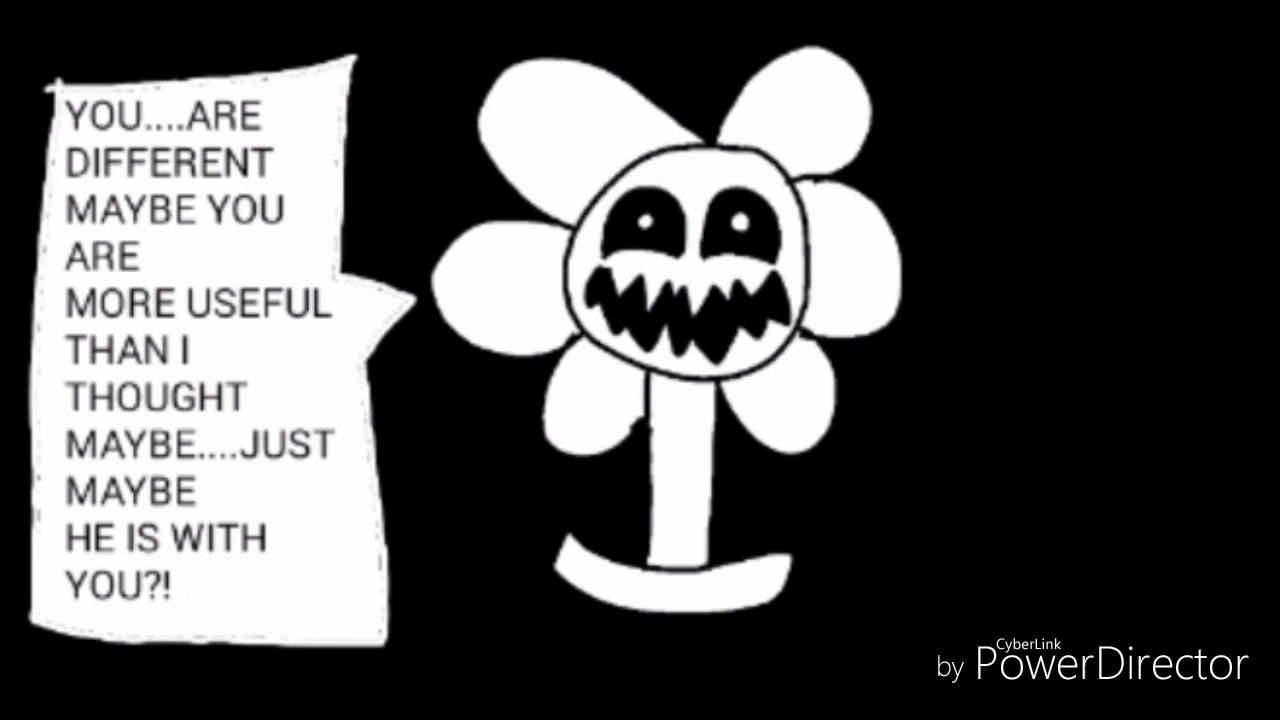 YOU....ARE
DIFFERENT
MAYBE YOU
ARE
MORE USEFUL
THAN I
THOUGHT
MAYBE....JUST
MAYBE
HE IS WITH
YOU?!
CyberLink
by PowerDirector